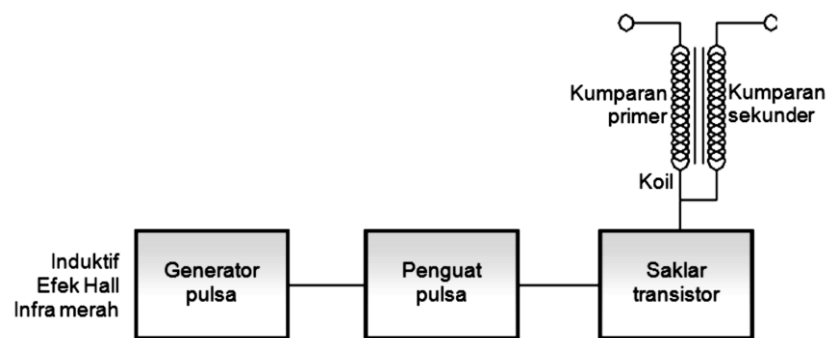 Kumparan
primer
Kumparan
sekunder
Koil
Induktif
Efek Hall
Infra merah
Generator
pulsa
Penguat
pulsa
Saklar
transistor